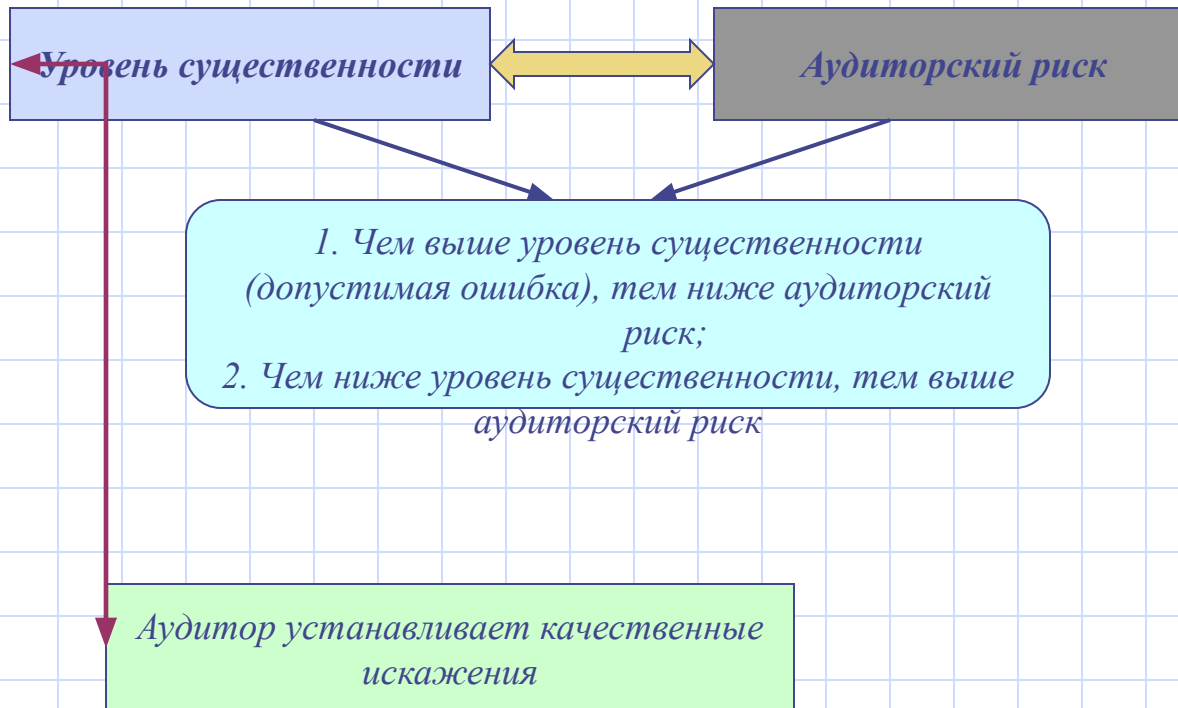 Уровень существенности
Аудиторский риск
1. Чем выше уровень существенности
(допустимая ошибка), тем ниже аудиторский
риск;
2. Чем ниже уровень существенности, тем выше
аудиторский риск
Аудитор устанавливает качественные
искажения